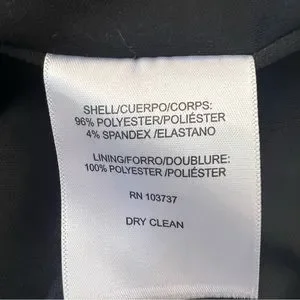 SHELL/CUERPO/CORPS:
96% POLYESTER/POLIÉSTER
4% SPANDEX /ELASTANO
LINING/FORRO/DOUBLURE:
100% POLYESTER /POLIÉSTER
RN 103737
DRY CLEAN